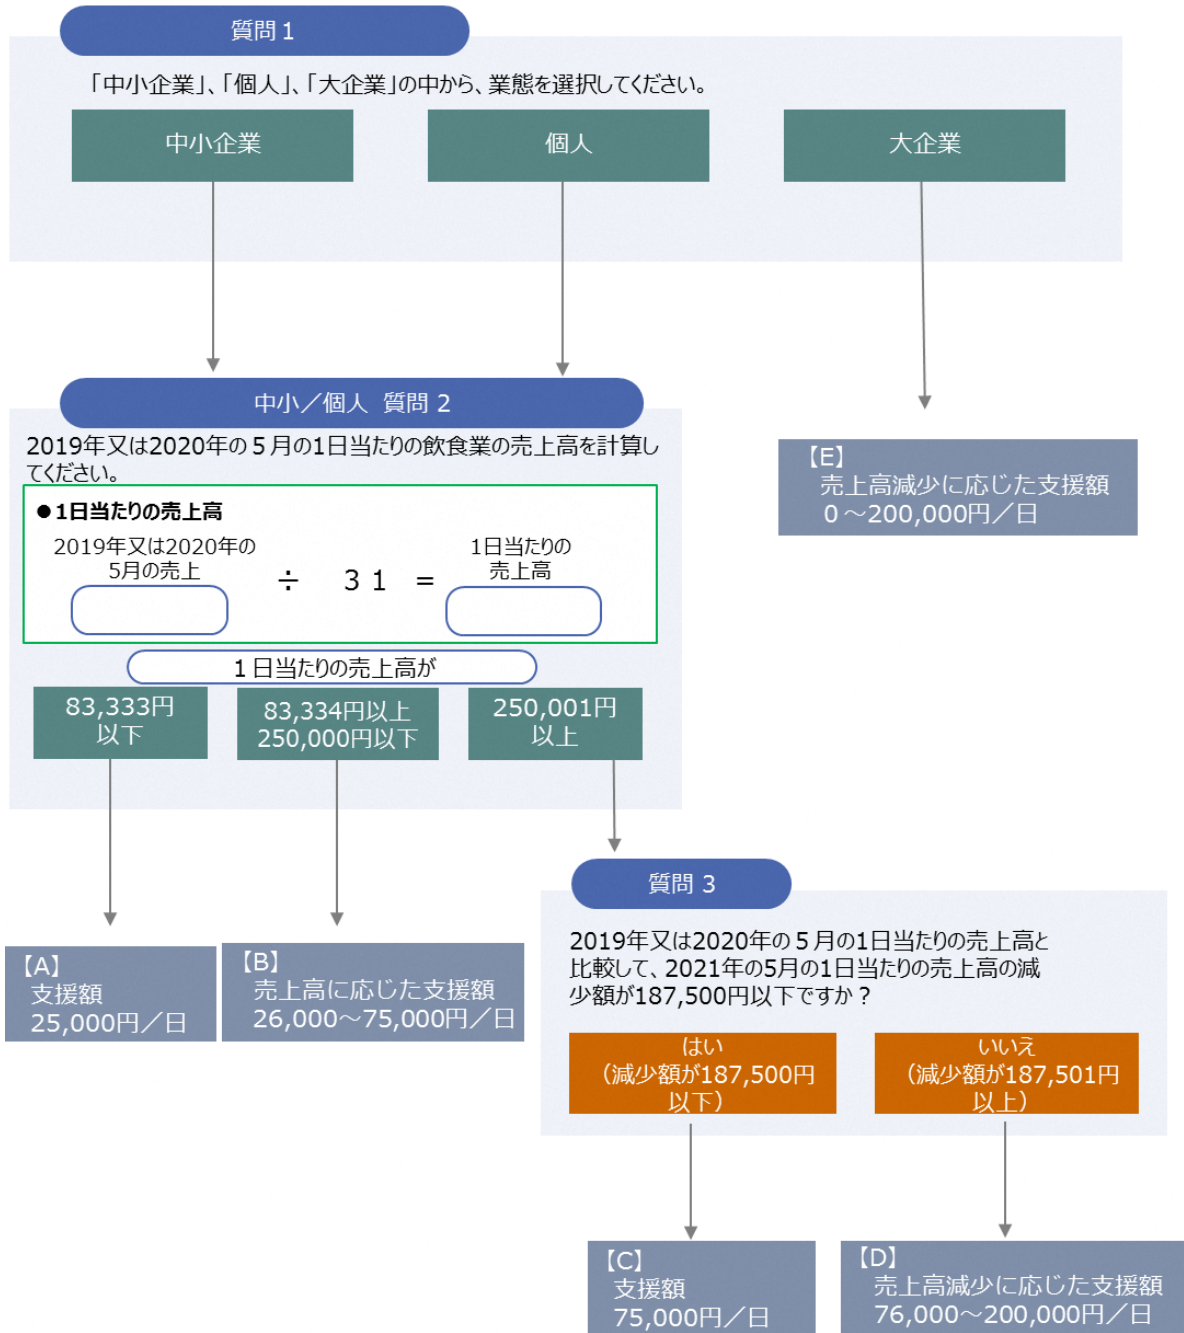 質問１
「中小企業」、「個人」、「大企業」の中から、業態を選択してください。
中小企業
個人
大企業
中小／個人 質問２
2019年又は2020年の５月の1日当たりの飲食業の売上高を計算し
てください。
●1日当たりの売上高
2019年又は2020年の
5月の売上
÷ ３１ =
1日当たりの
売上高
１日当たりの売上高が
83,333円
以下
83,334円以上
250,000円以下
250,001円
以上
【E】
売上高減少に応じた支援額
０～200,000円／日
【A】
支援額
25,000円／日
【B】
売上高に応じた支援額
26,000～75,000円／日
質問３
2019年又は2020年の５月の1日当たりの売上高と
比較して、2021年の5月の1日当たりの売上高の減
少額が187,500円以下ですか？
はい
（減少額が187,500円
以下）
いいえ
（減少額が187,501円
以上）
【C】
支援額
75,000円／日
【D】
売上高減少に応じた支援額
76,000～200,000円／日